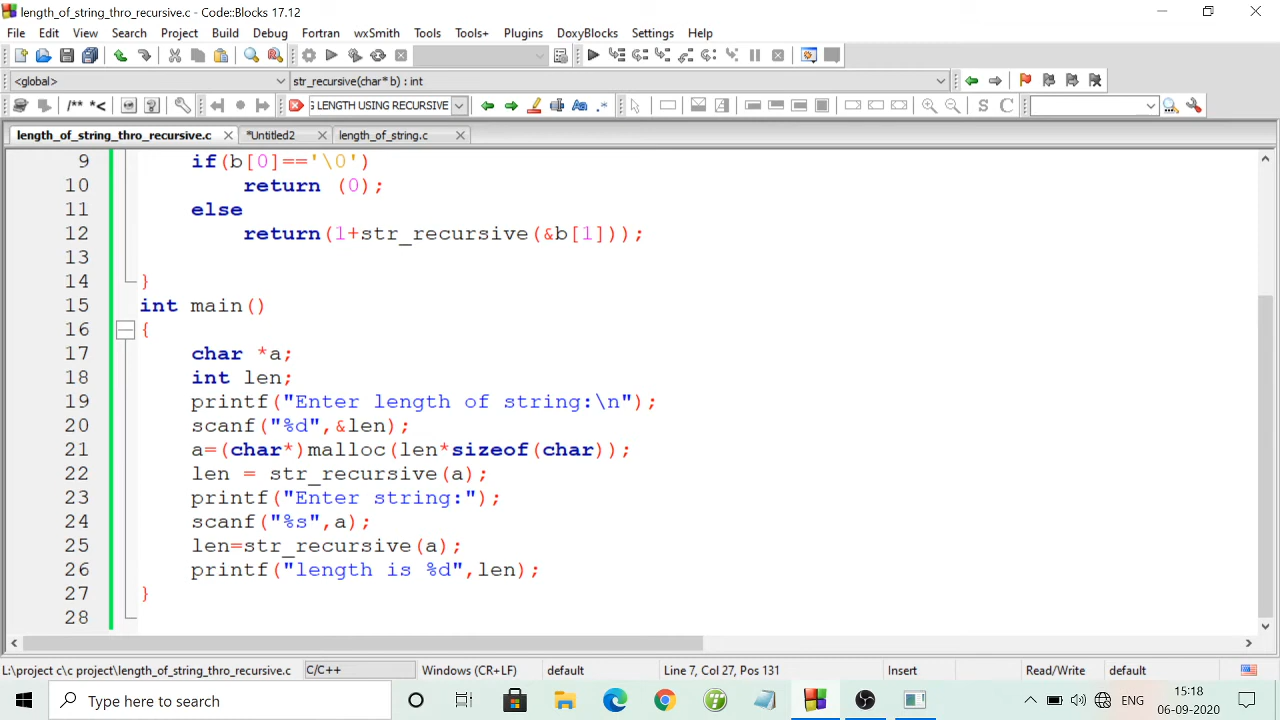 length_of_string_thro_recursive.c - Code::Blocks 17.12
File Edit View Search Project Build Debug Fortran wxSmith Tools Tools+ Plugins DoxyBlocks Settings Help
<global> str_recursive(char* b) : int
/** *< LENGTH USING RECURSIVE Aa .* S C
length_of_string_thro_recursive.c *Untitled2 length_of_string.c
9 if(b[0]=='\0')
10 return (0);
11 else
12 return(1+str_recursive(&b[1]));
13
14 }
15 int main()
16 {
17 char *a;
18 int len;
19 printf("Enter length of string:\n");
20 scanf("%d",&len);
21 a=(char*)malloc(len*sizeof(char));
22 len = str_recursive(a);
23 printf("Enter string:");
24 scanf("%s",a);
25 len=str_recursive(a);
26 printf("length is %d",len);
27 }
28
L:\project c\c project\length_of_string_thro_recursive.c C/C++ Windows (CR+LF) default Line 7, Col 27, Pos 131 Insert Read/Write default
Type here to search ENG 15:18
06-09-2020